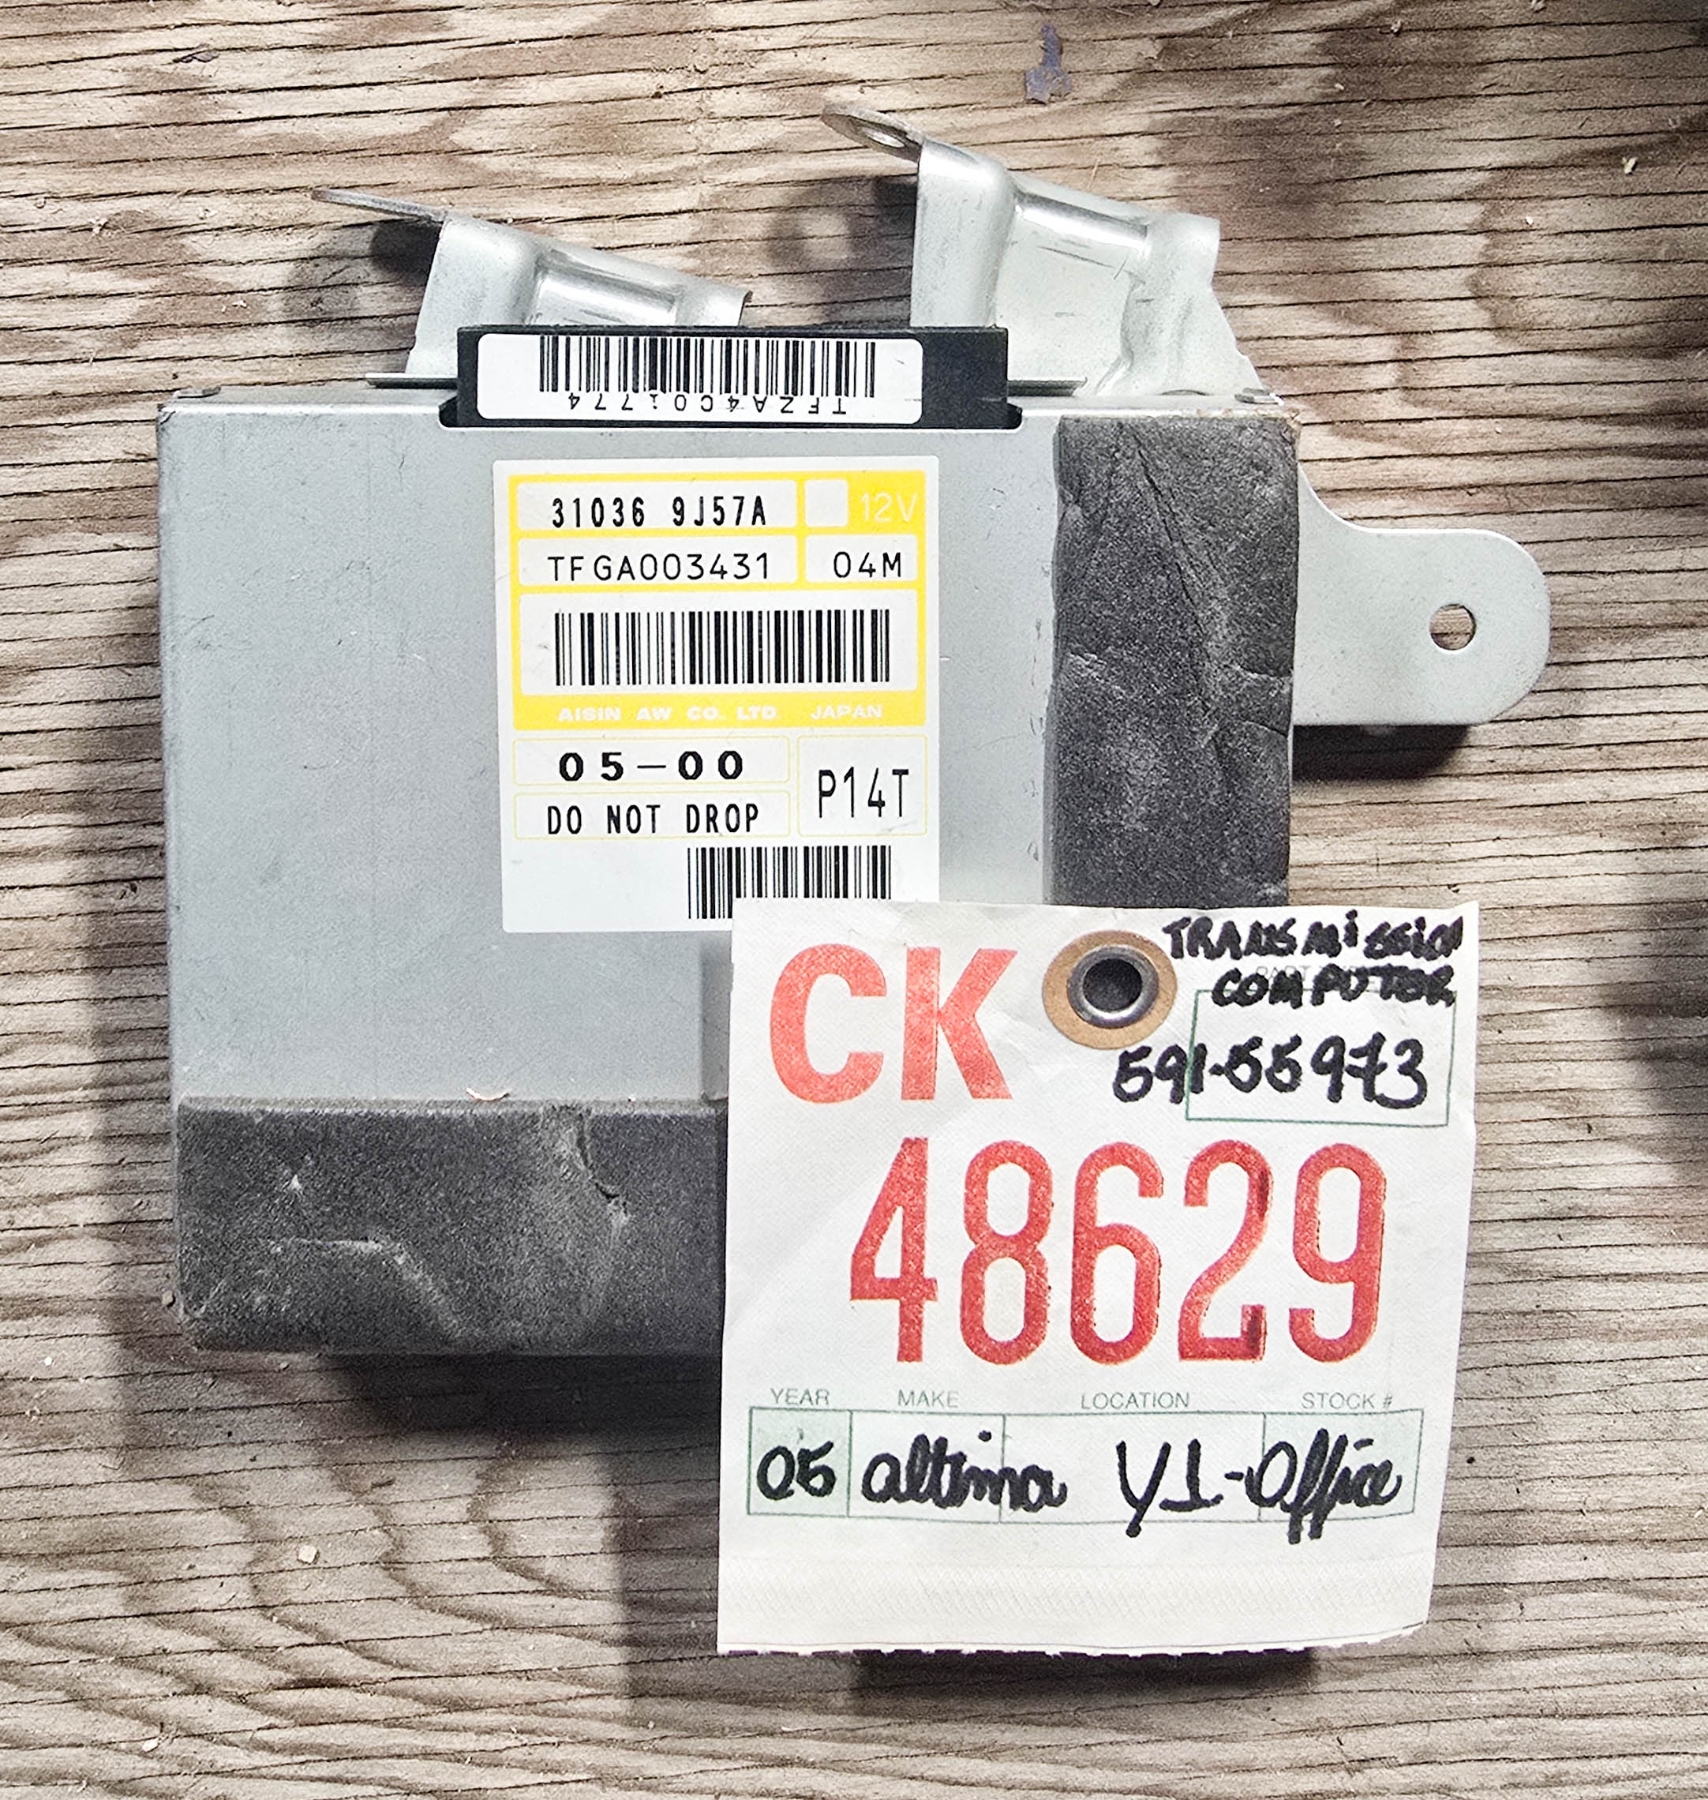 TFZA4C01774
31036 9J57A 12V
TFGA003431 04M
AISIN AW CO. LTD. JAPAN
05-00
P14T
DO NOT DROP
CK
TRANSMISSION
COMPUTER
591-55973
48629
YEAR MAKE LOCATION STOCK #
05 altima Y1-Office